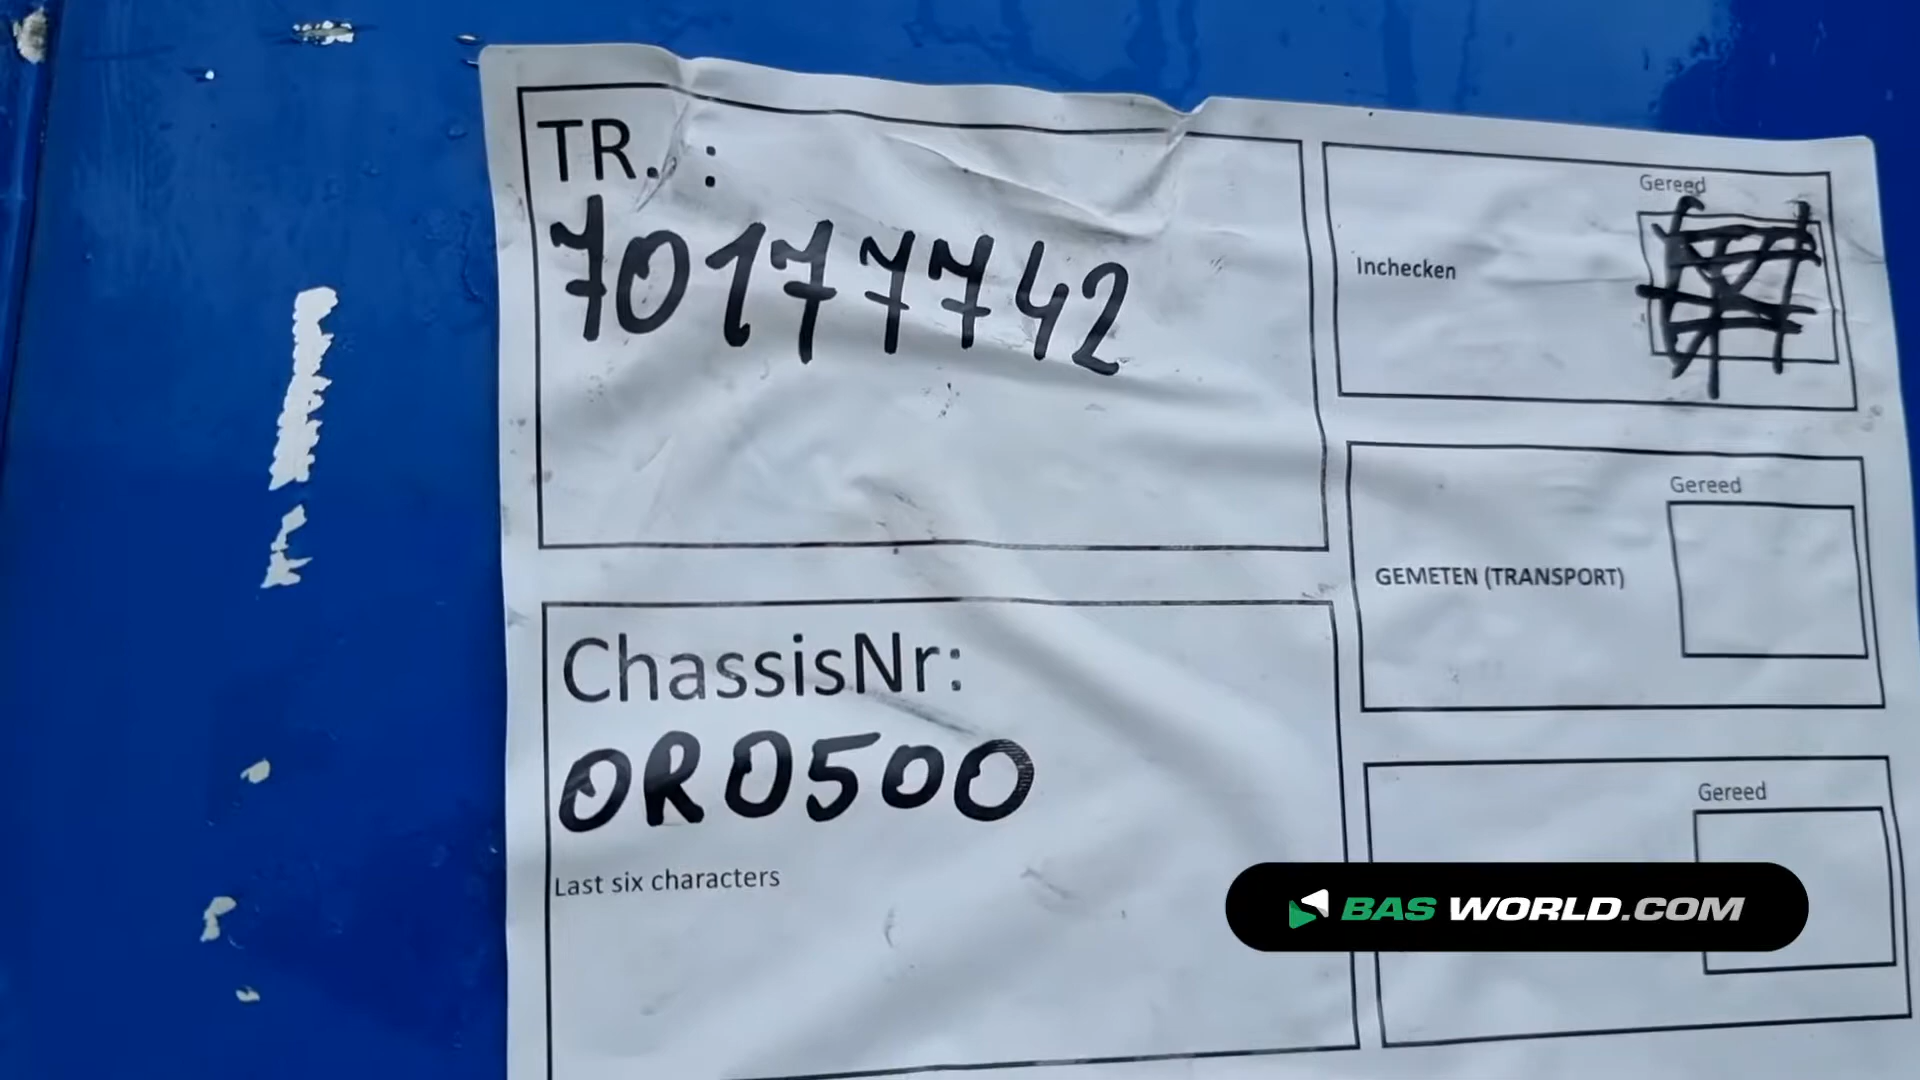 TR. :
70177742
ChassisNr:
0R0500
Last six characters
Gereed
Inchecken
Gereed
GEMETEN (TRANSPORT)
Gereed
BAS WORLD.COM